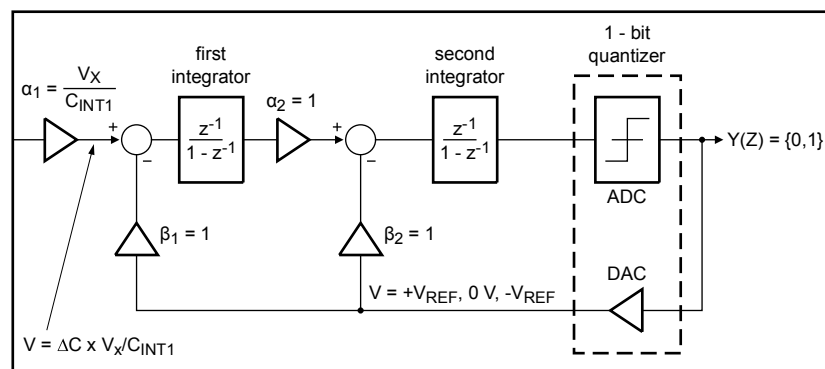 1 - bit
quantizer
first
integrator
second
integrator
α1 = VX/CINT1
α2 = 1
+
−
z-1
1 - z-1
+
−
z-1
1 - z-1
Y(Z) = {0,1}
ADC
β1 = 1
β2 = 1
DAC
V = +VREF, 0 V, -VREF
V = ΔC x Vx/CINT1